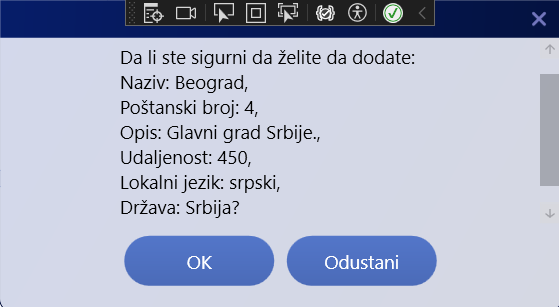 Da li ste sigurni da želite da dodate:
Naziv: Beograd,
Poštanski broj: 4,
Opis: Glavni grad Srbije.,
Udaljenost: 450,
Lokalni jezik: srpski,
Država: Srbija?
OK
Odustani